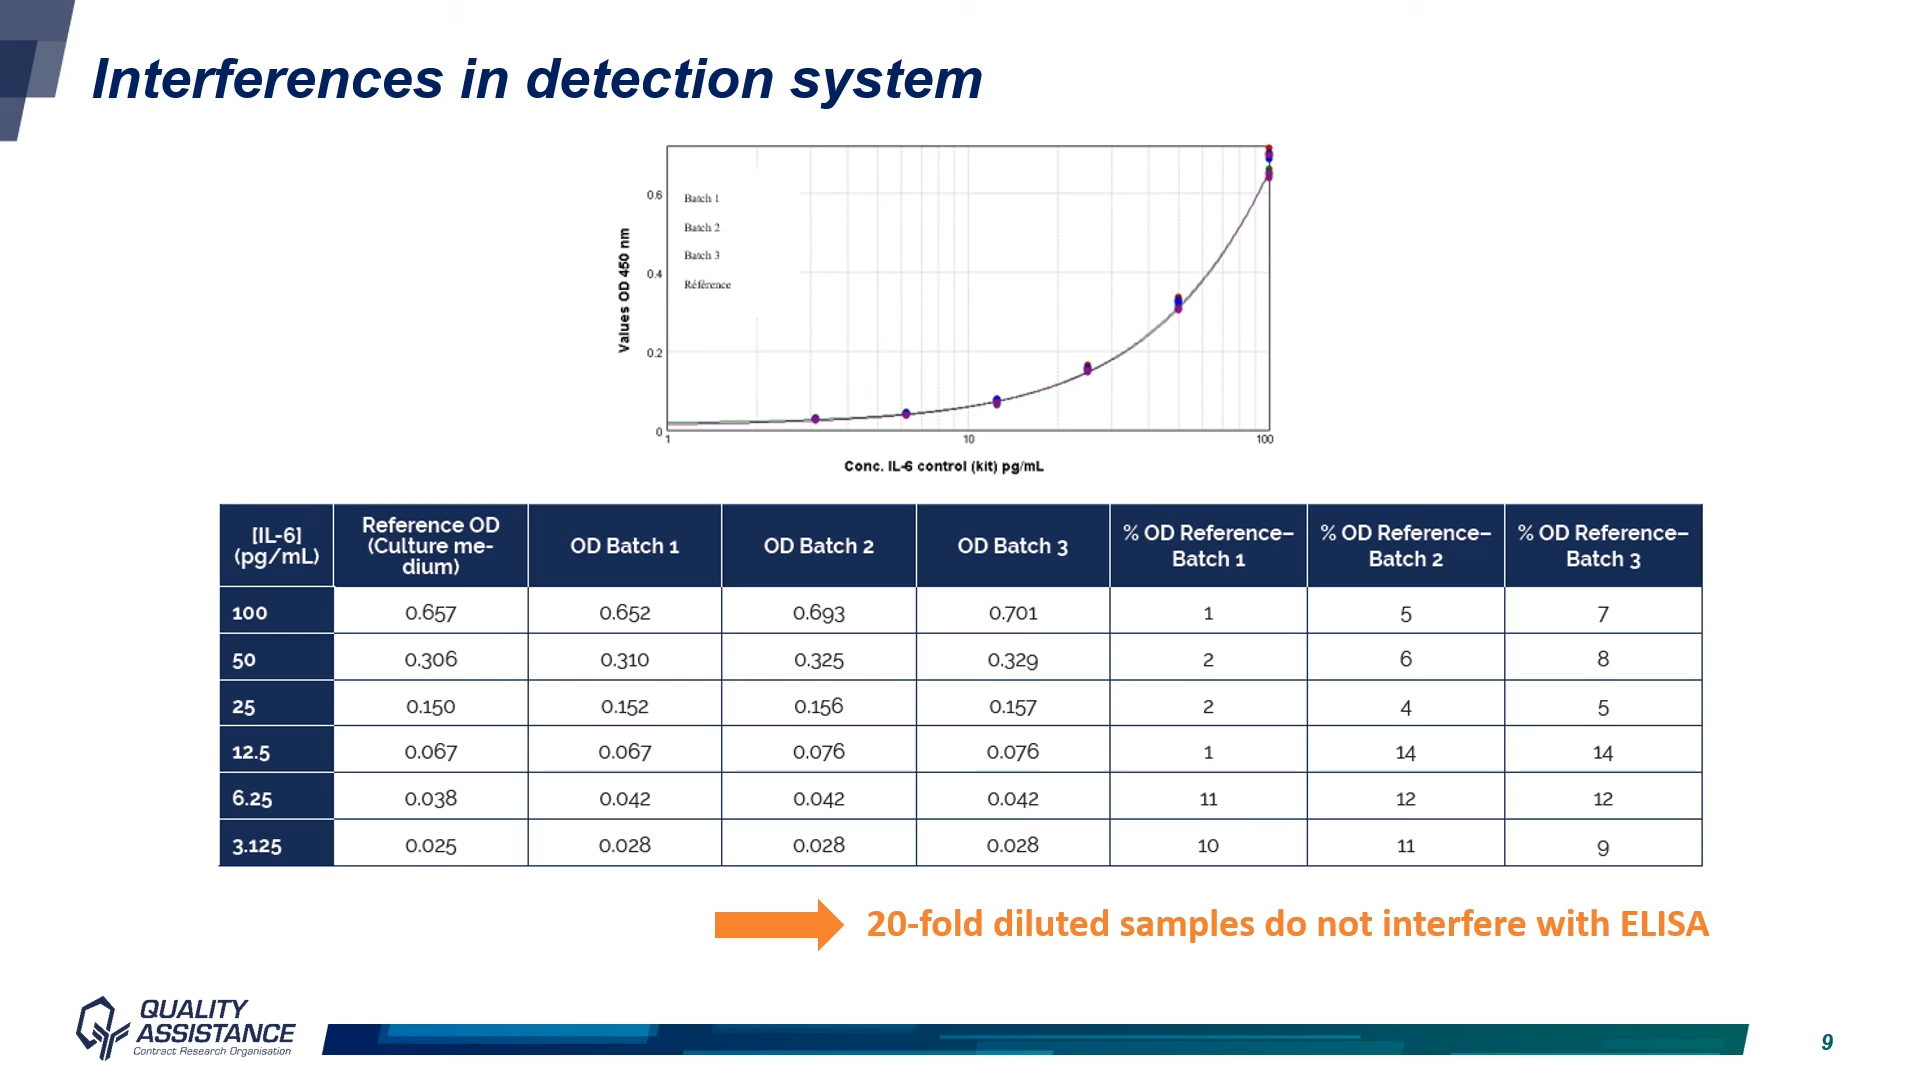 Interferences in detection system
Batch 1
Batch 2
Batch 3
Référence
Values OD 450 nm
0.6
0.4
0.2
0
1
10
100
Conc. IL-6 control (kit) pg/mL
[IL-6] (pg/mL) Reference OD (Culture me-dium) OD Batch 1 OD Batch 2 OD Batch 3 % OD Reference– Batch 1 % OD Reference– Batch 2 % OD Reference– Batch 3
100 0.657 0.652 0.693 0.701 1 5 7
50 0.306 0.310 0.325 0.329 2 6 8
25 0.150 0.152 0.156 0.157 2 4 5
12.5 0.067 0.067 0.076 0.076 1 14 14
6.25 0.038 0.042 0.042 0.042 11 12 12
3.125 0.025 0.028 0.028 0.028 10 11 9
20-fold diluted samples do not interfere with ELISA
QUALITY
ASSISTANCE
Contract Research Organisation
9